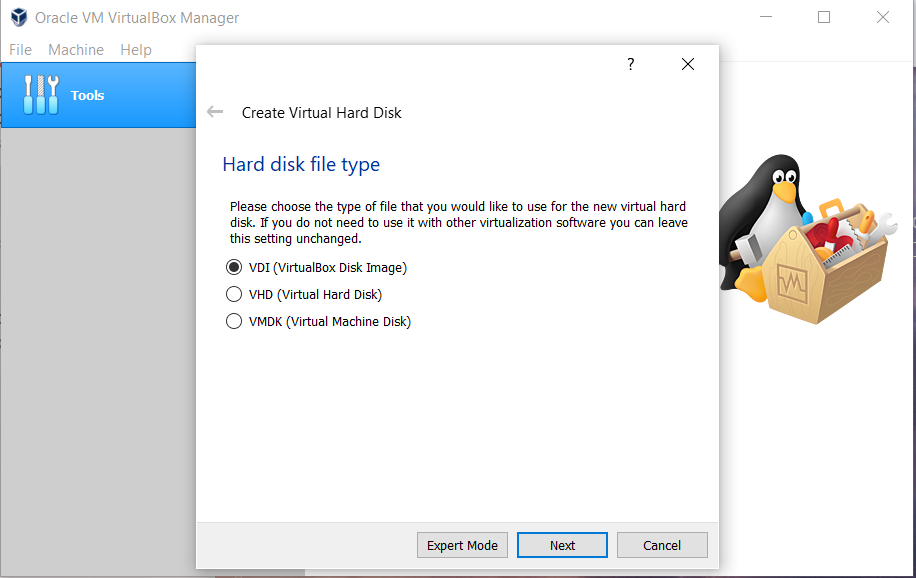 Oracle VM VirtualBox Manager
File Machine Help
Tools
?
Create Virtual Hard Disk
Hard disk file type
Please choose the type of file that you would like to use for the new virtual hard
disk. If you do not need to use it with other virtualization software you can leave
this setting unchanged.
VDI (VirtualBox Disk Image)
VHD (Virtual Hard Disk)
VMDK (Virtual Machine Disk)
Expert Mode Next Cancel